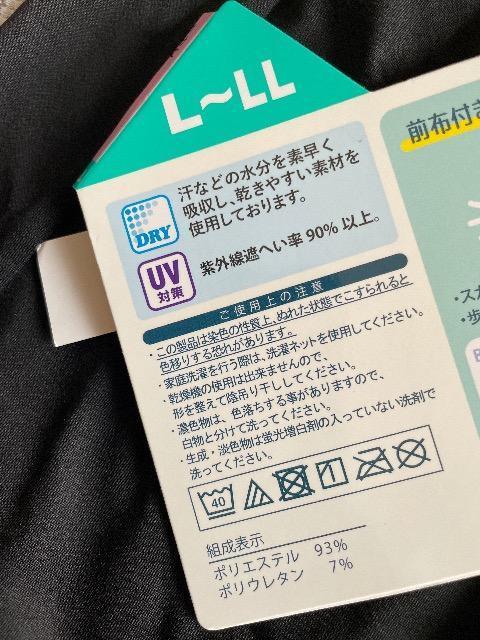 L～LL
前布付き
汗などの水分を素早く
吸収し、乾きやすい素材を
使用しております。
DRY
UV
対策
紫外線遮へい率 90% 以上。
ご使用上の注意
・この製品は染色の性質上、ぬれた状態でこすられると
色移りする恐れがあります。
・家庭洗濯を行う際は、洗濯ネットを使用してください。
・乾燥機の使用は出来ませんので、
形を整えて陰吊り干ししてください。
・濃色物は、色落ちする事がありますので、
白物と分けて洗ってください。
・生成・淡色物は蛍光増白剤の入っていない洗剤で
洗ってください。
40
組成表示
ポリエステル 93%
ポリウレタン 7%
・スカ
・歩